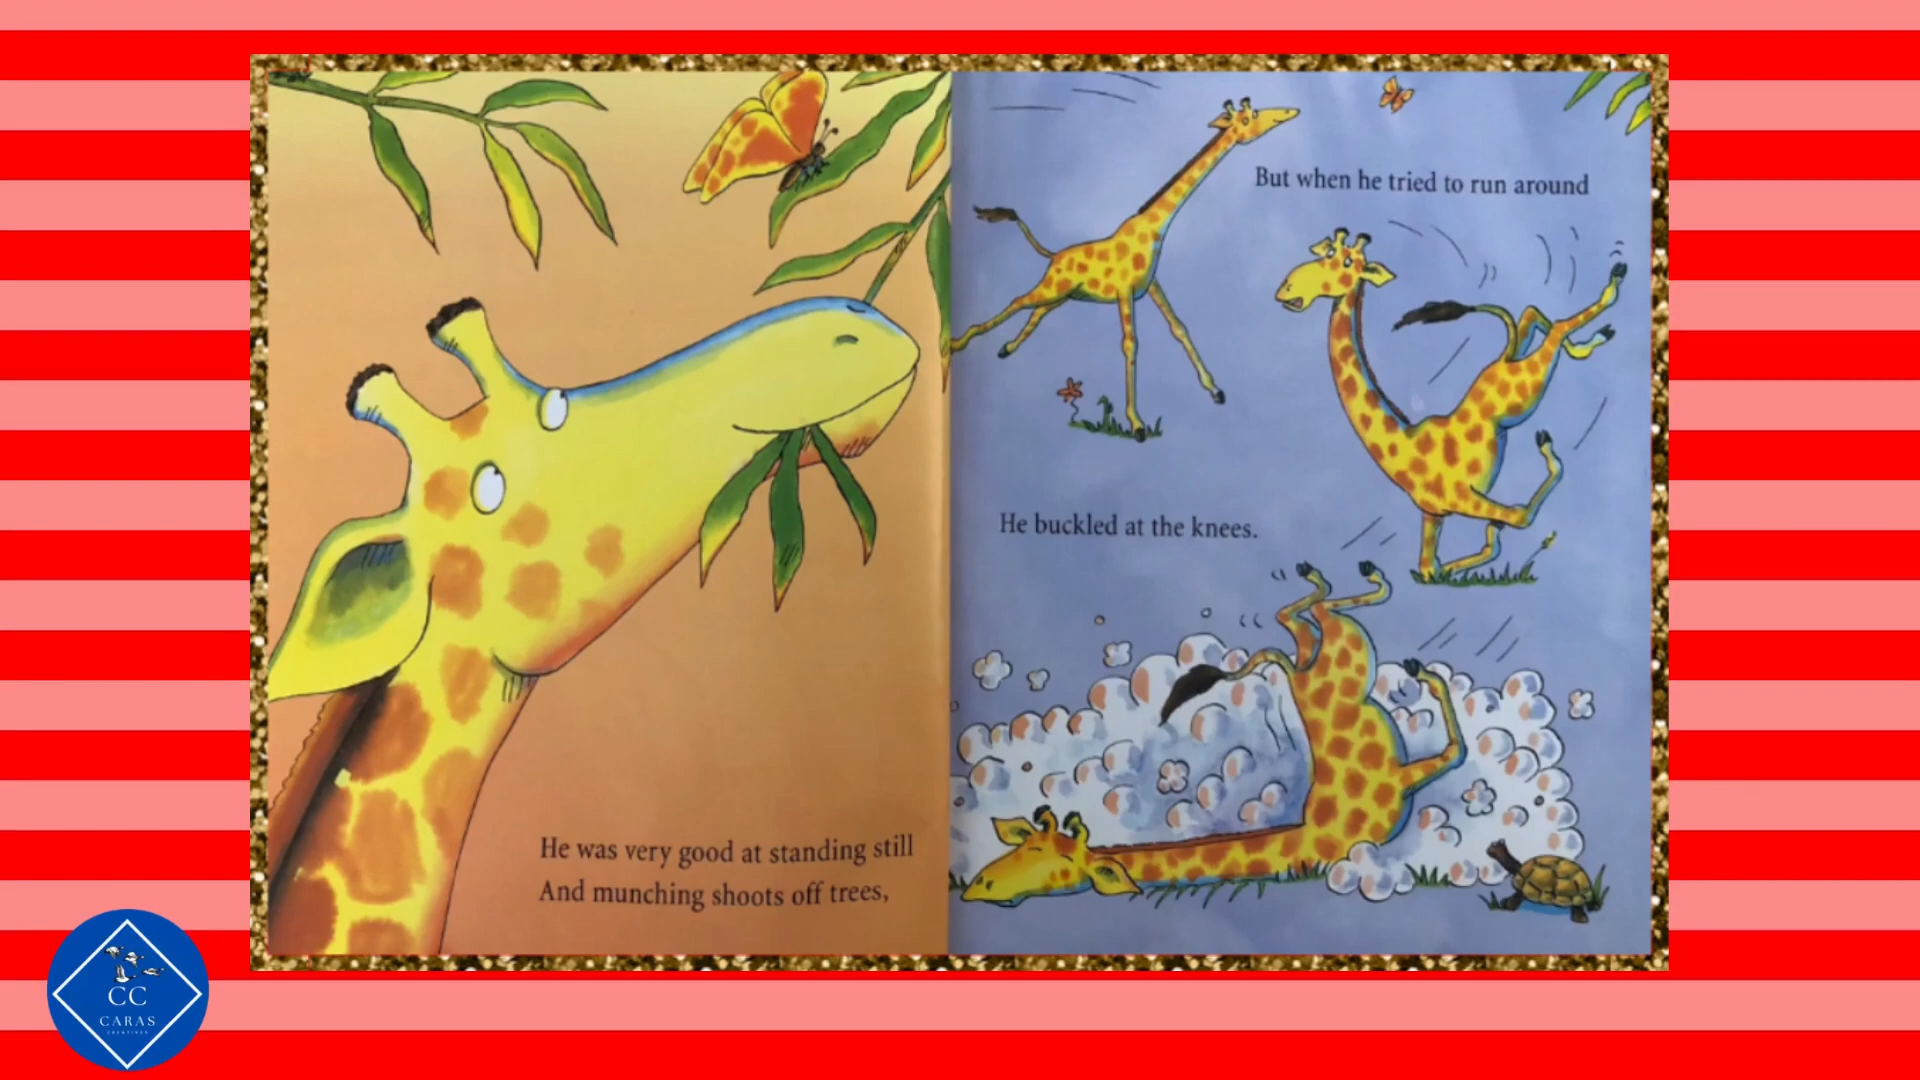 He was very good at standing still
And munching shoots off trees,
But when he tried to run around
He buckled at the knees.
CC
CARAS